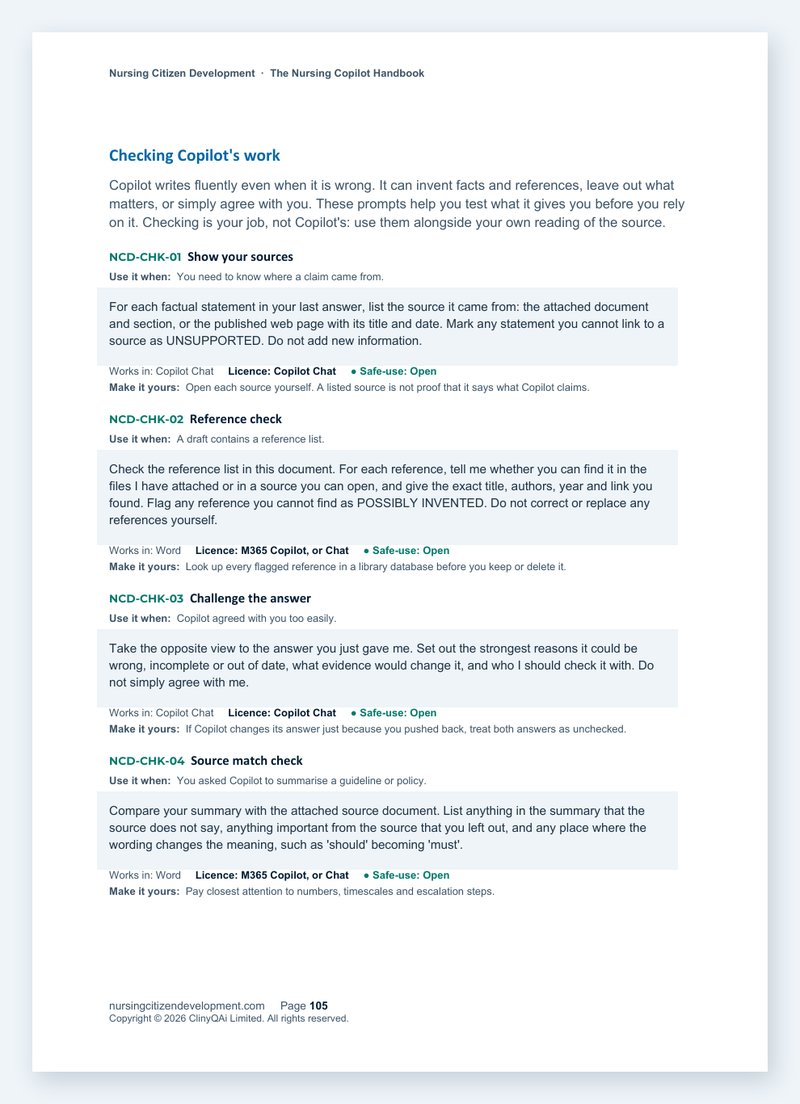 Nursing Citizen Development · The Nursing Copilot Handbook
Checking Copilot's work
Copilot writes fluently even when it is wrong. It can invent facts and references, leave out what
matters, or simply agree with you. These prompts help you test what it gives you before you rely
on it. Checking is your job, not Copilot's: use them alongside your own reading of the source.
NCD-CHK-01 Show your sources
Use it when: You need to know where a claim came from.
For each factual statement in your last answer, list the source it came from: the attached document
and section, or the published web page with its title and date. Mark any statement you cannot link to a
source as UNSUPPORTED. Do not add new information.
Works in: Copilot Chat Licence: Copilot Chat ● Safe-use: Open
Make it yours: Open each source yourself. A listed source is not proof that it says what Copilot claims.
NCD-CHK-02 Reference check
Use it when: A draft contains a reference list.
Check the reference list in this document. For each reference, tell me whether you can find it in the
files I have attached or in a source you can open, and give the exact title, authors, year and link you
found. Flag any reference you cannot find as POSSIBLY INVENTED. Do not correct or replace any
references yourself.
Works in: Word Licence: M365 Copilot, or Chat ● Safe-use: Open
Make it yours: Look up every flagged reference in a library database before you keep or delete it.
NCD-CHK-03 Challenge the answer
Use it when: Copilot agreed with you too easily.
Take the opposite view to the answer you just gave me. Set out the strongest reasons it could be
wrong, incomplete or out of date, what evidence would change it, and who I should check it with. Do
not simply agree with me.
Works in: Copilot Chat Licence: Copilot Chat ● Safe-use: Open
Make it yours: If Copilot changes its answer just because you pushed back, treat both answers as unchecked.
NCD-CHK-04 Source match check
Use it when: You asked Copilot to summarise a guideline or policy.
Compare your summary with the attached source document. List anything in the summary that the
source does not say, anything important from the source that you left out, and any place where the
wording changes the meaning, such as 'should' becoming 'must'.
Works in: Word Licence: M365 Copilot, or Chat ● Safe-use: Open
Make it yours: Pay closest attention to numbers, timescales and escalation steps.
nursingcitizendevelopment.com Page 105
Copyright © 2026 ClinyQAi Limited. All rights reserved.